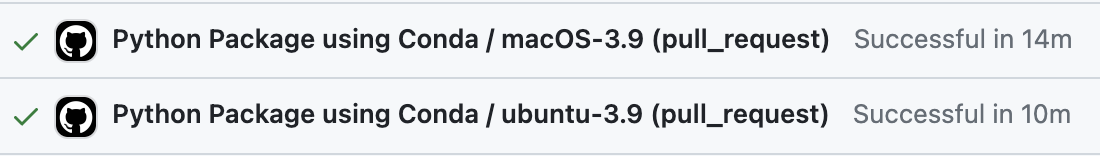 Python Package using Conda / macOS-3.9 (pull_request) Successful in 14m
Python Package using Conda / ubuntu-3.9 (pull_request) Successful in 10m